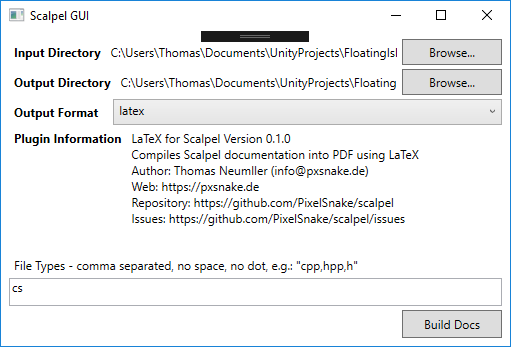 Scalpel GUI
Input Directory C:\Users\Thomas\Documents\UnityProjects\FloatingIsl Browse...
Output Directory C:\Users\Thomas\Documents\UnityProjects\Floating Browse...
Output Format latex
Plugin Information LaTeX for Scalpel Version 0.1.0
Compiles Scalpel documentation into PDF using LaTeX
Author: Thomas Neumller (info@pxsnake.de)
Web: https://pxsnake.de
Repository: https://github.com/PixelSnake/scalpel
Issues: https://github.com/PixelSnake/scalpel/issues
File Types - comma separated, no space, no dot, e.g.: "cpp,hpp,h"
cs
Build Docs